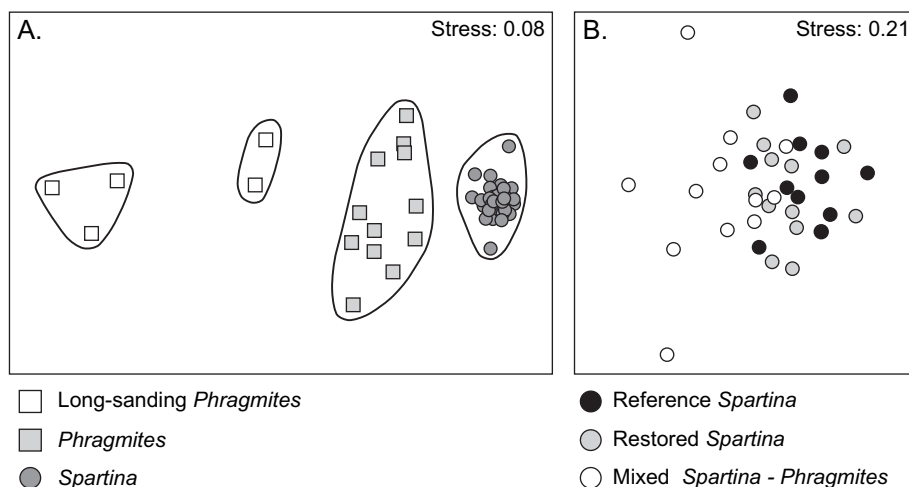 A.
Stress: 0.08
B.
Stress: 0.21
Long-sanding Phragmites
Phragmites
Spartina
Reference Spartina
Restored Spartina
Mixed Spartina - Phragmites